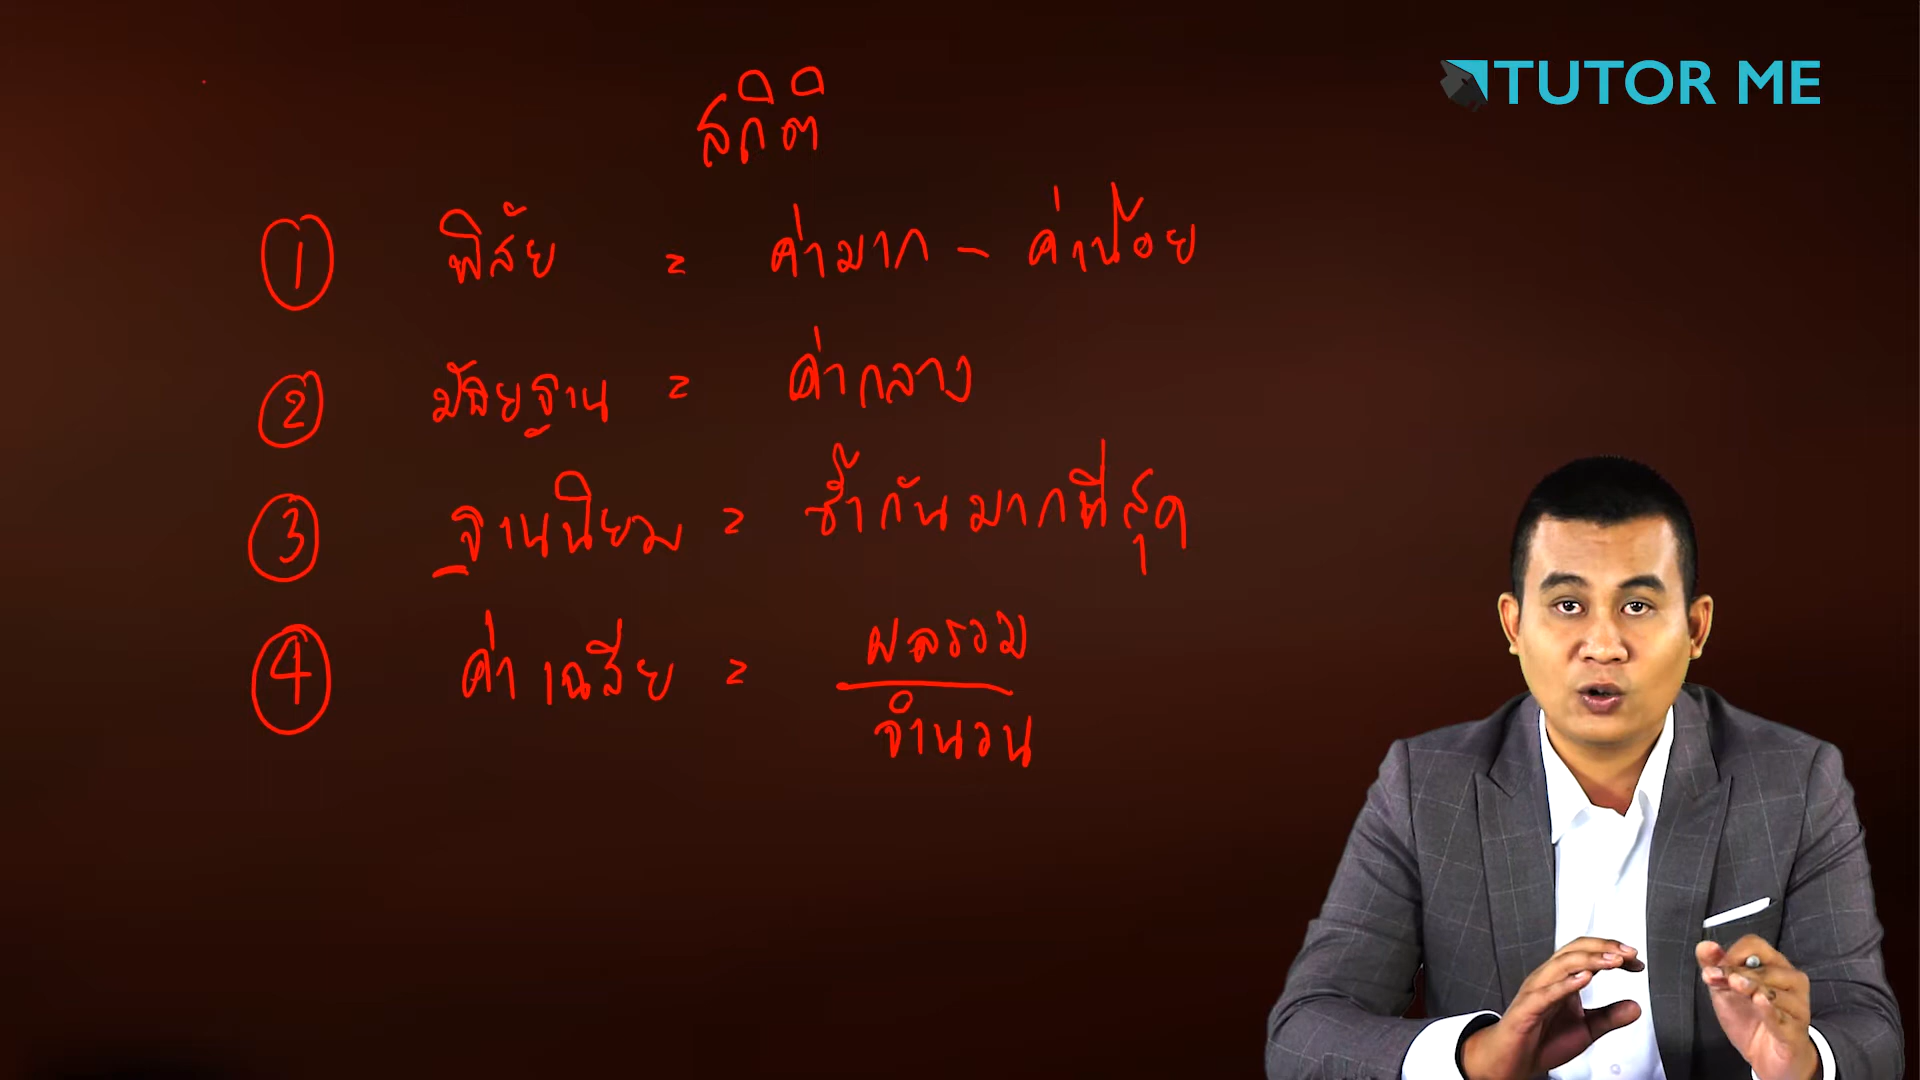 TUTOR ME
สถิติ
① พิสัย = ค่ามาก - ค่าน้อย
② มัธยฐาน = ค่ากลาง
③ ฐานนิยม = ซ้ำกันมากที่สุด
④ ค่าเฉลี่ย = ผลรวม
จำนวน